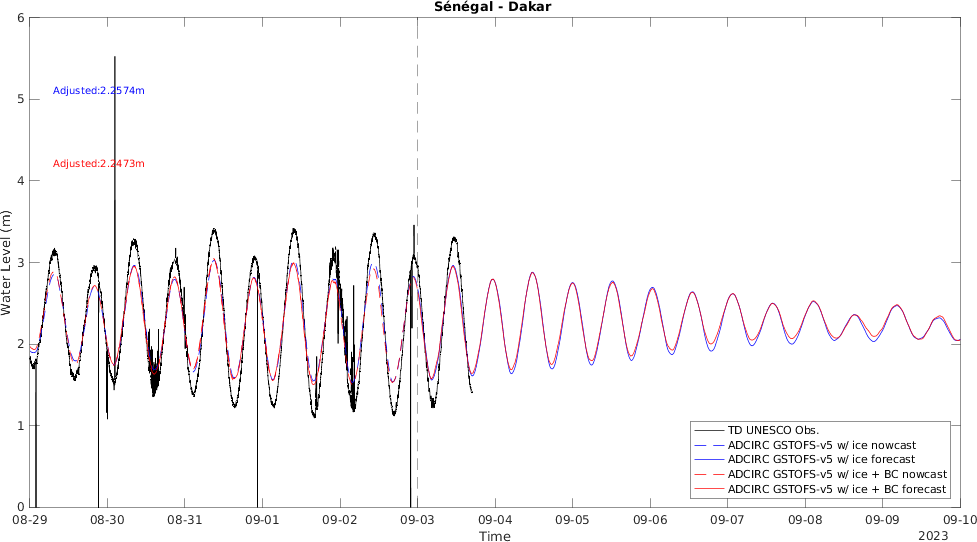 Sénégal - Dakar
6
5
4
3
2
1
0
Water Level (m)
Adjusted:2.2574m
Adjusted:2.2473m
TD UNESCO Obs.
ADCIRC GSTOFS-v5 w/ ice nowcast
ADCIRC GSTOFS-v5 w/ ice forecast
ADCIRC GSTOFS-v5 w/ ice + BC nowcast
ADCIRC GSTOFS-v5 w/ ice + BC forecast
08-29 08-30 08-31 09-01 09-02 09-03 09-04 09-05 09-06 09-07 09-08 09-09 09-10
Time
2023